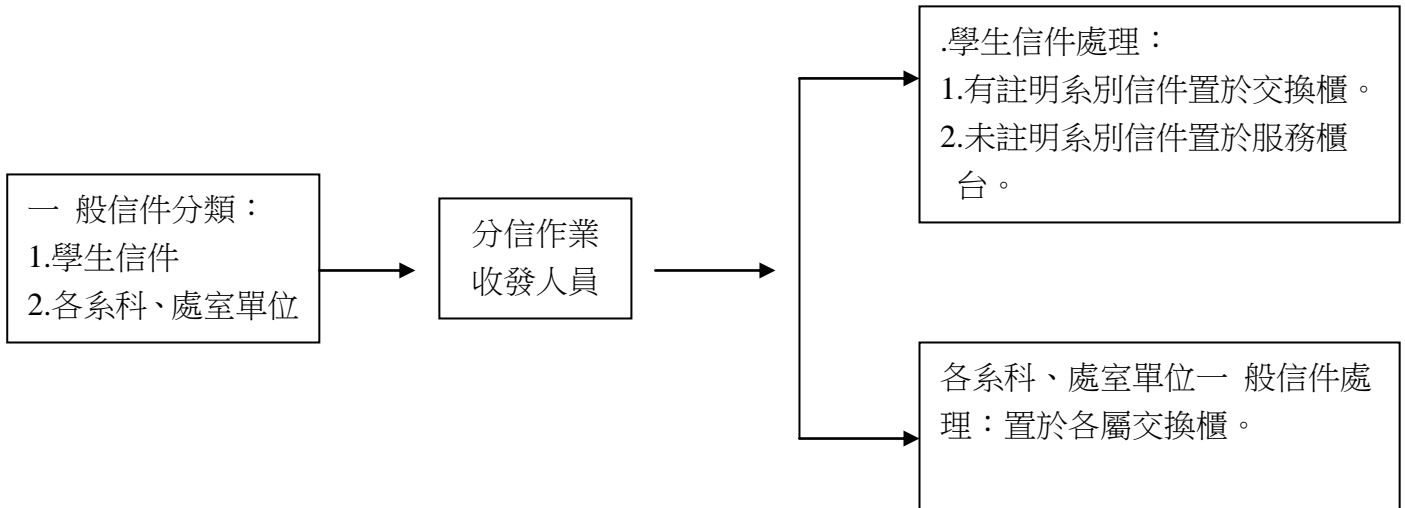 一 般信件分類：
1.學生信件
2.各系科、處室單位
分信作業
收發人員
.學生信件處理：
1.有註明系別信件置於交換櫃。
2.未註明系別信件置於服務櫃
台。
各系科、處室單位一 般信件處
理：置於各屬交換櫃。